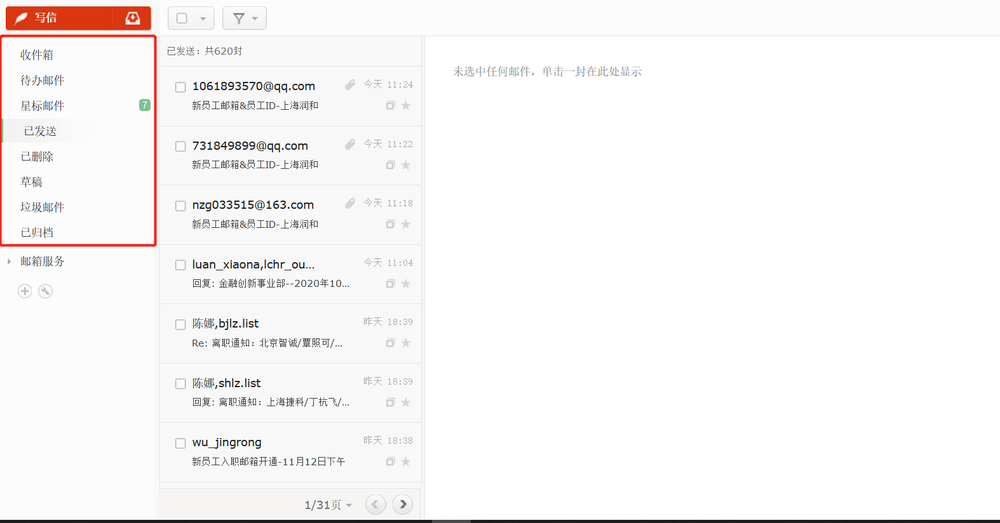 写信
收件箱
待办邮件
星标邮件 7
已发送
已删除
草稿
垃圾邮件
已归档
邮箱服务
已发送：共620封
1061893570@qq.com 今天 11:24
新员工邮箱&员工ID-上海润和
731849899@qq.com 今天 11:22
新员工邮箱&员工ID-上海润和
nzg033515@163.com 今天 11:18
新员工邮箱&员工ID-上海润和
luan_xiaona,lchr_ou... 今天 11:04
回复: 金融创新事业部--2020年10...
陈娜,bjlz.list 昨天 18:39
Re: 离职通知：北京智诚/覃照可/...
陈娜,shlz.list 昨天 18:39
回复: 离职通知：上海捷科/丁杭飞/...
wu_jingrong 昨天 18:38
新员工入职邮箱开通-11月12日下午
1/31页
未选中任何邮件，单击一封在此处显示